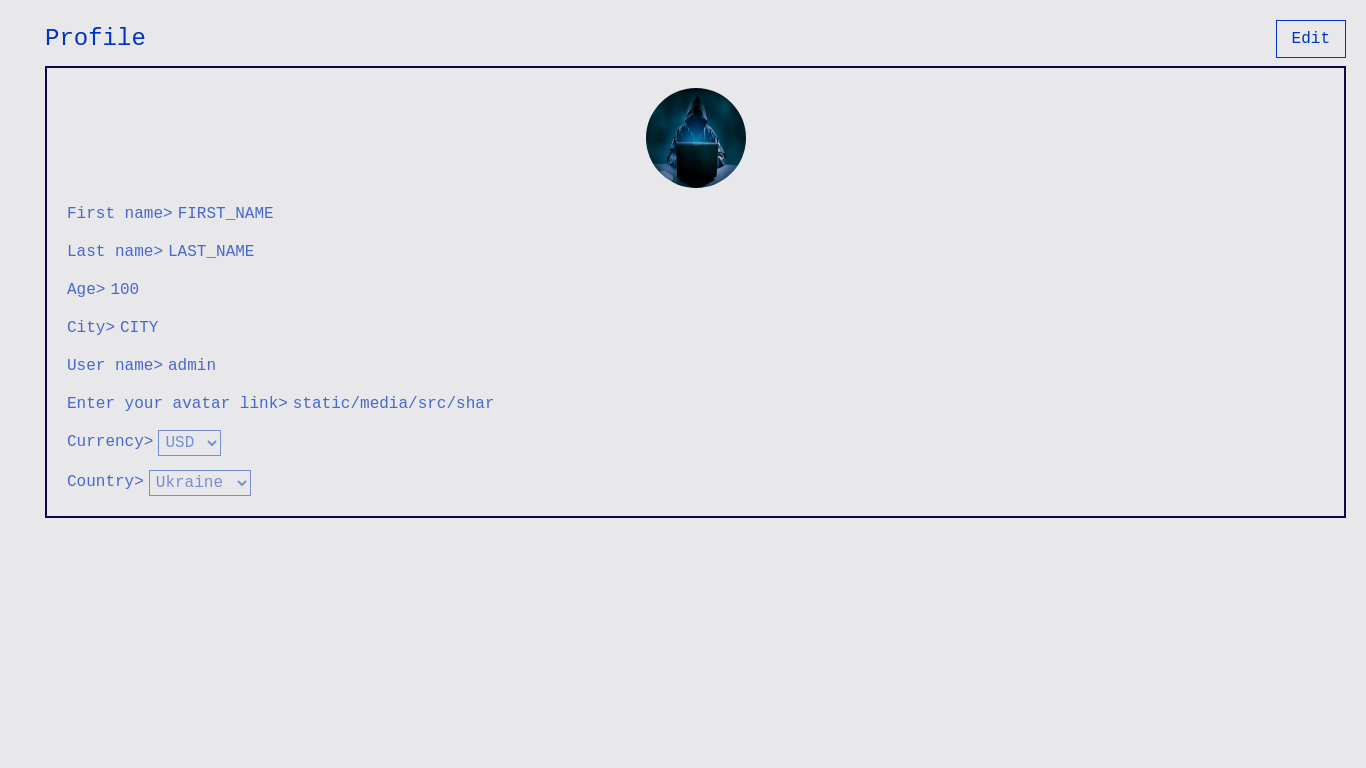 Profile
Edit
First name> FIRST_NAME
Last name> LAST_NAME
Age> 100
City> CITY
User name> admin
Enter your avatar link> static/media/src/shar
Currency> USD
Country> Ukraine